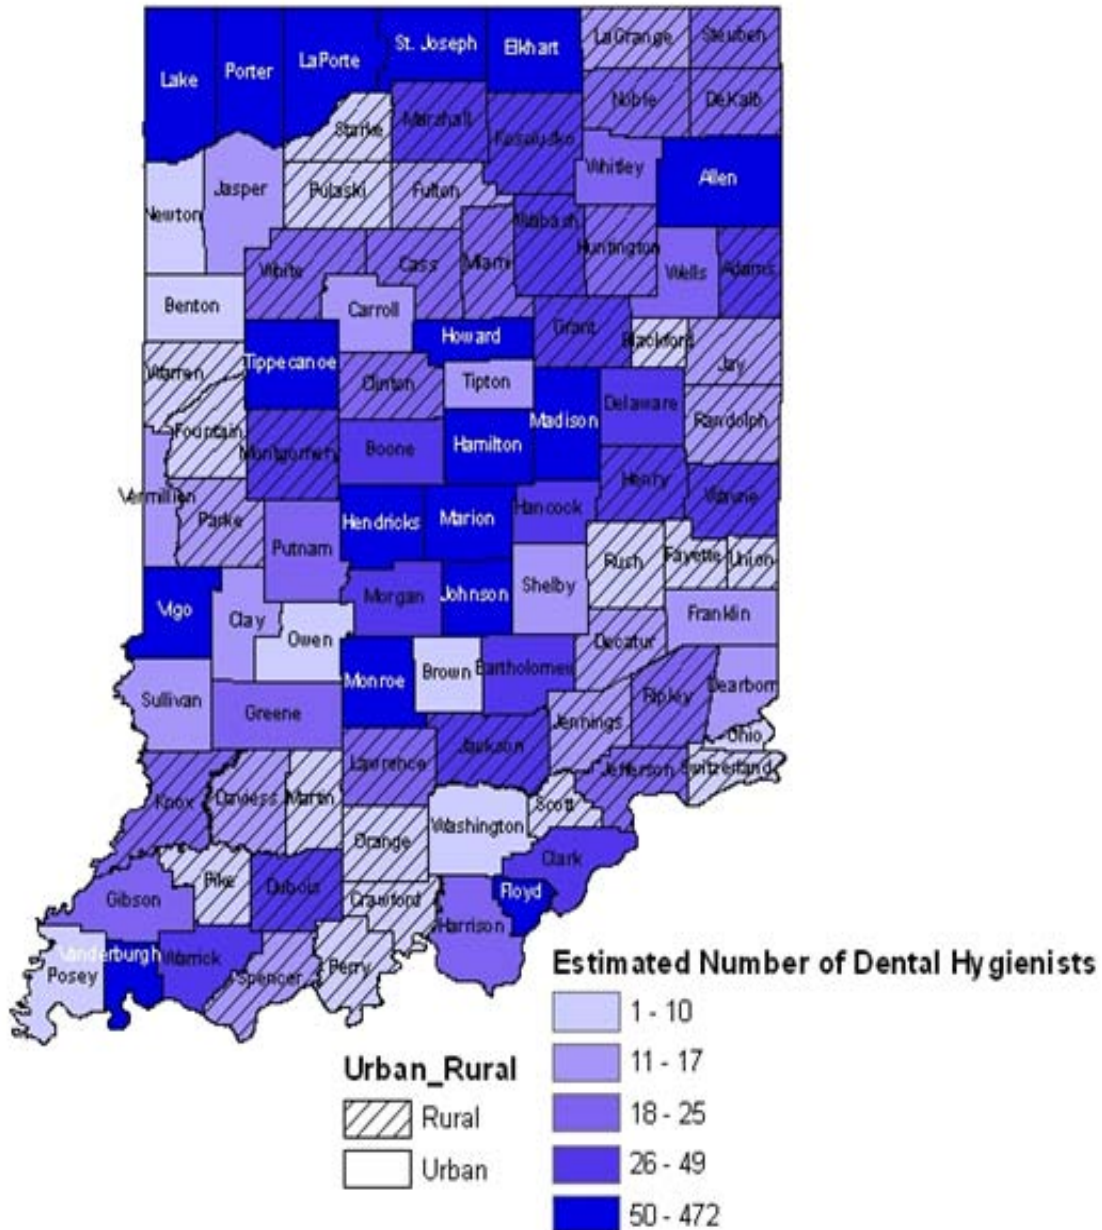 St. Joseph
Elkhart
LaGrange
Steuben
LaPorte
Porter
Lake
Noble
DeKalb
Marshall
Starke
Kosciusko
Whitley
Allen
Jasper
Pulaski
Fulton
Newton
Wabash
Huntington
White
Cass
Miami
Wells
Adams
Benton
Carroll
Howard
Grant
Blackford
Tippecanoe
Jay
Warren
Clinton
Tipton
Madison
Delaware
Randolph
Fountain
Montgomery
Boone
Hamilton
Henry
Wayne
Vermillion
Parke
Hendricks
Marion
Hancock
Putnam
Rush
Fayette
Union
Shelby
Morgan
Johnson
Vigo
Clay
Franklin
Owen
Decatur
Monroe
Brown
Bartholomew
Dearborn
Ripley
Sullivan
Greene
Jennings
Ohio
Jackson
Lawrence
Jefferson
Switzerland
Knox
Daviess
Martin
Scott
Washington
Orange
Clark
Pike
Dubois
Floyd
Gibson
Crawford
Harrison
Vanderburgh
Warrick
Posey
Spencer
Perry
Estimated Number of Dental Hygienists
1 - 10
11 - 17
18 - 25
26 - 49
50 - 472
Urban_Rural
Rural
Urban